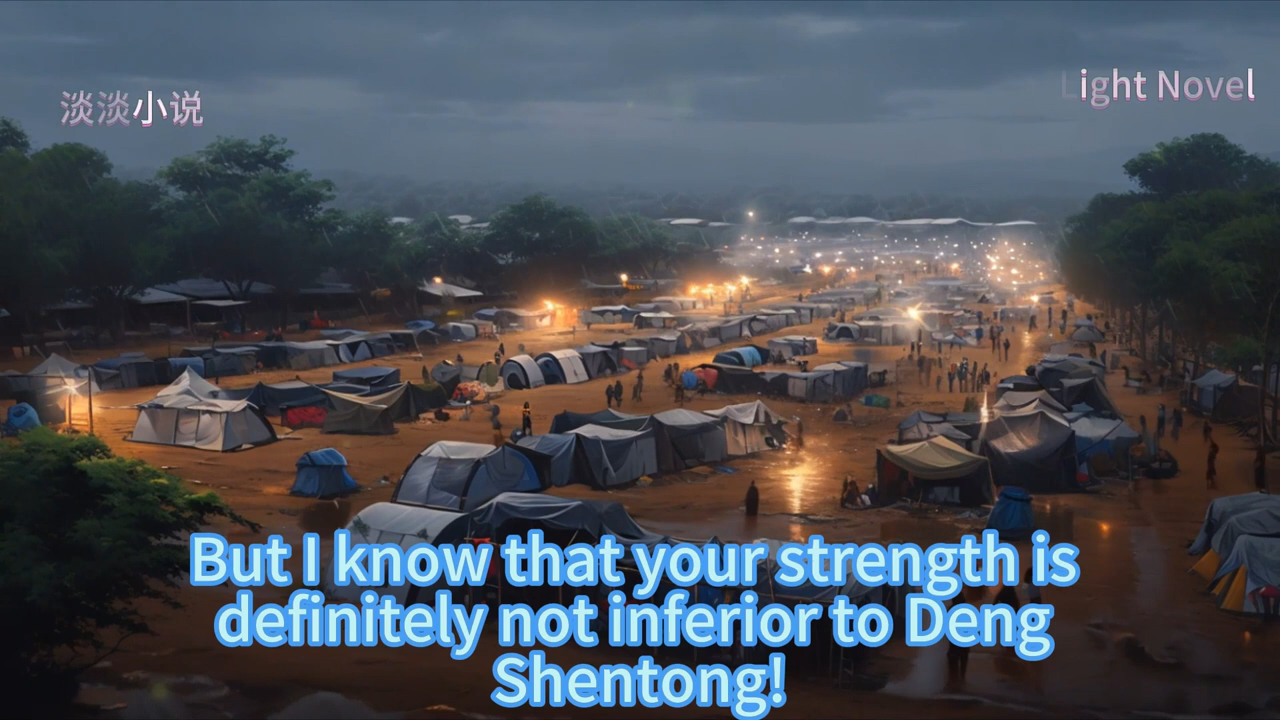 淡淡小说
Light Novel
But I know that your strength is
definitely not inferior to Deng
Shentong!